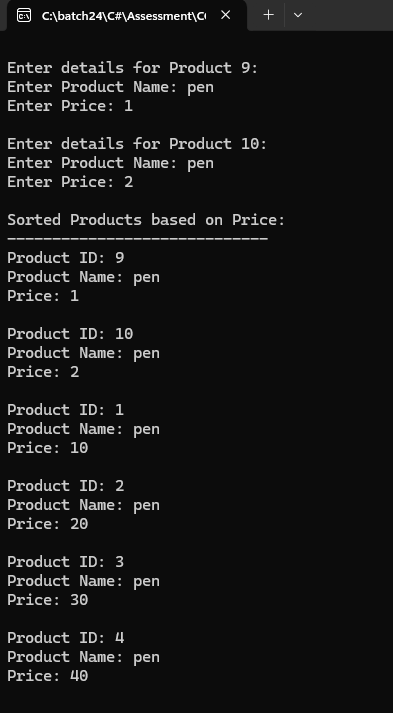 C:\batch24\C#\Assessment\C
Enter details for Product 9:
Enter Product Name: pen
Enter Price: 1
Enter details for Product 10:
Enter Product Name: pen
Enter Price: 2
Sorted Products based on Price:
-----------------------------
Product ID: 9
Product Name: pen
Price: 1
Product ID: 10
Product Name: pen
Price: 2
Product ID: 1
Product Name: pen
Price: 10
Product ID: 2
Product Name: pen
Price: 20
Product ID: 3
Product Name: pen
Price: 30
Product ID: 4
Product Name: pen
Price: 40